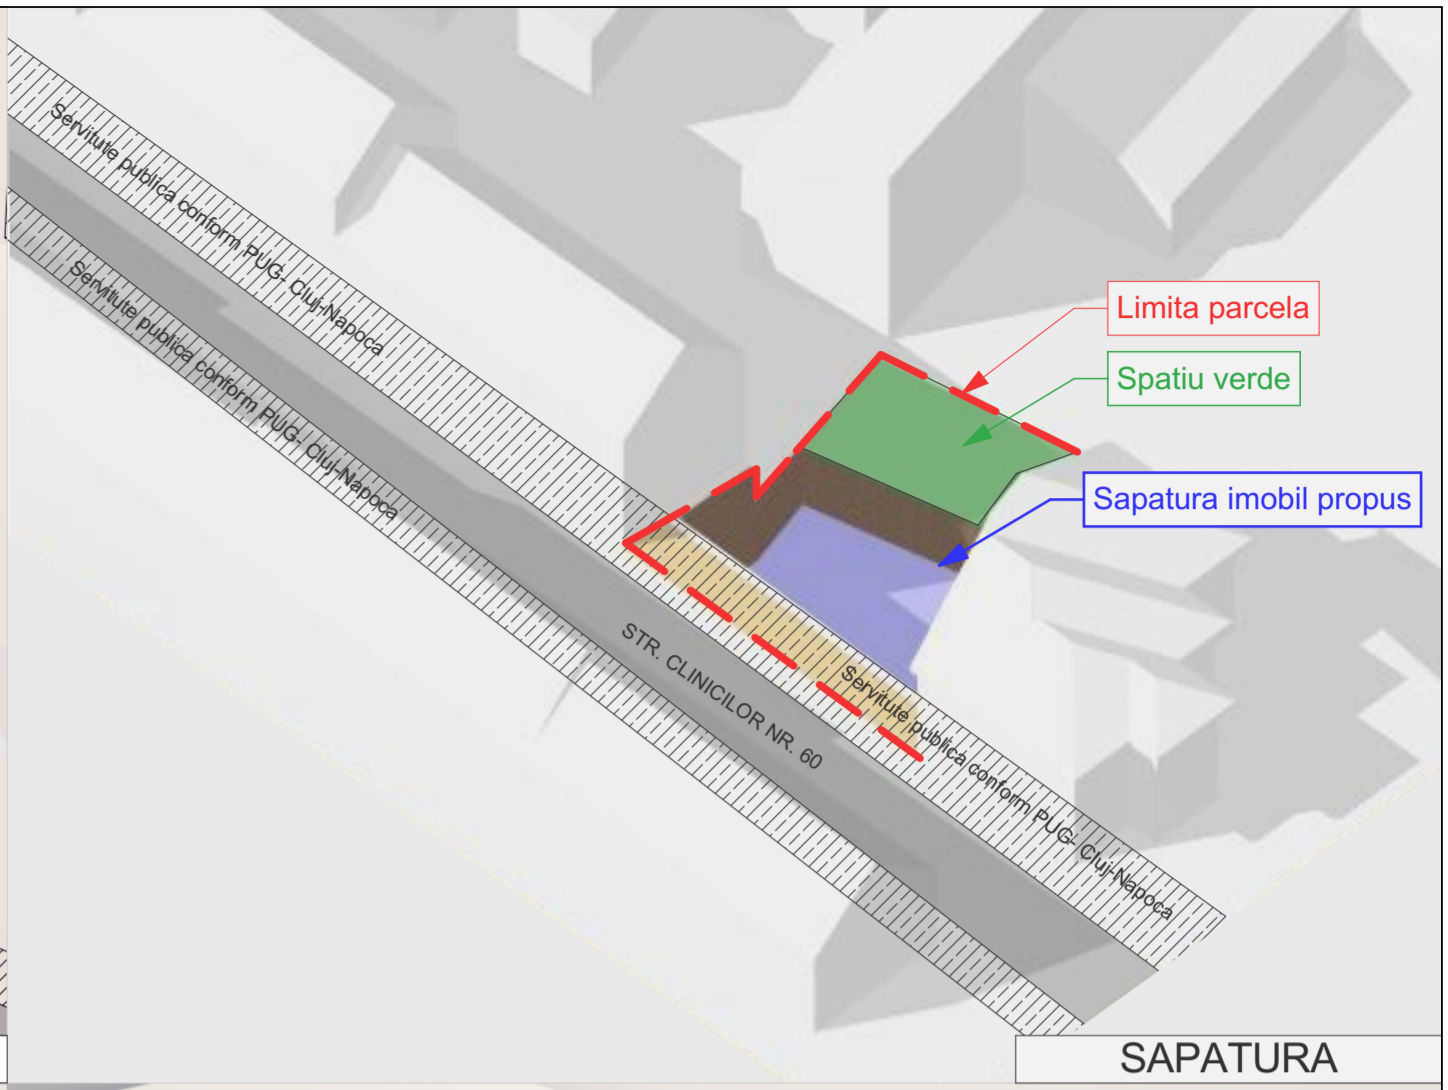 Servitute publica conform PUG- Cluj-Napoca
Servitute publica conform PUG- Cluj-Napoca
Limita parcela
Spatiu verde
Sapatura imobil propus
STR. CLINICILOR NR. 60
Servitute publica conform PUG- Cluj-Napoca
SAPATURA